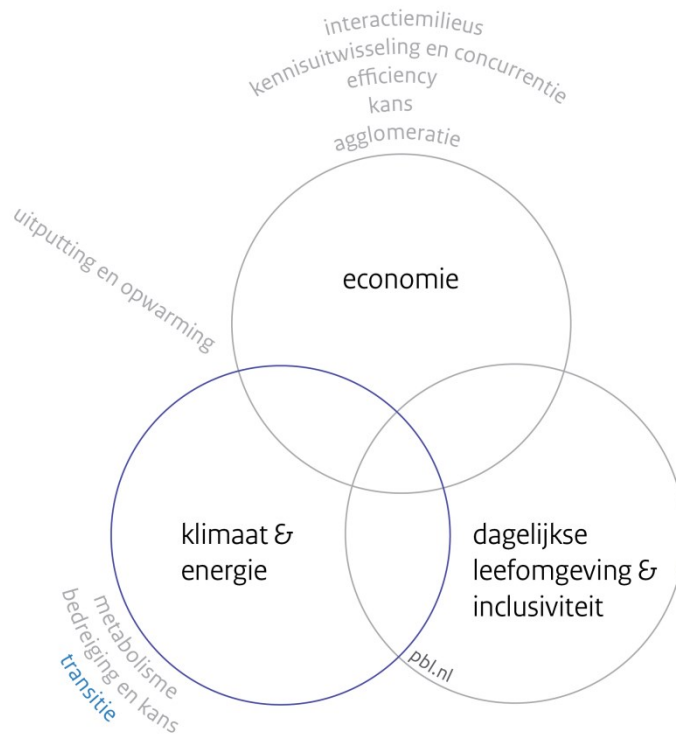 interactiemilieus
kennisuitwisseling en concurrentie
efficiency
kans
agglomeratie
uitputting en opwarming
economie
klimaat &
energie
dagelijkse
leefomgeving &
inclusiviteit
metabolisme
bedreiging en kans
transitie
pbl.nl